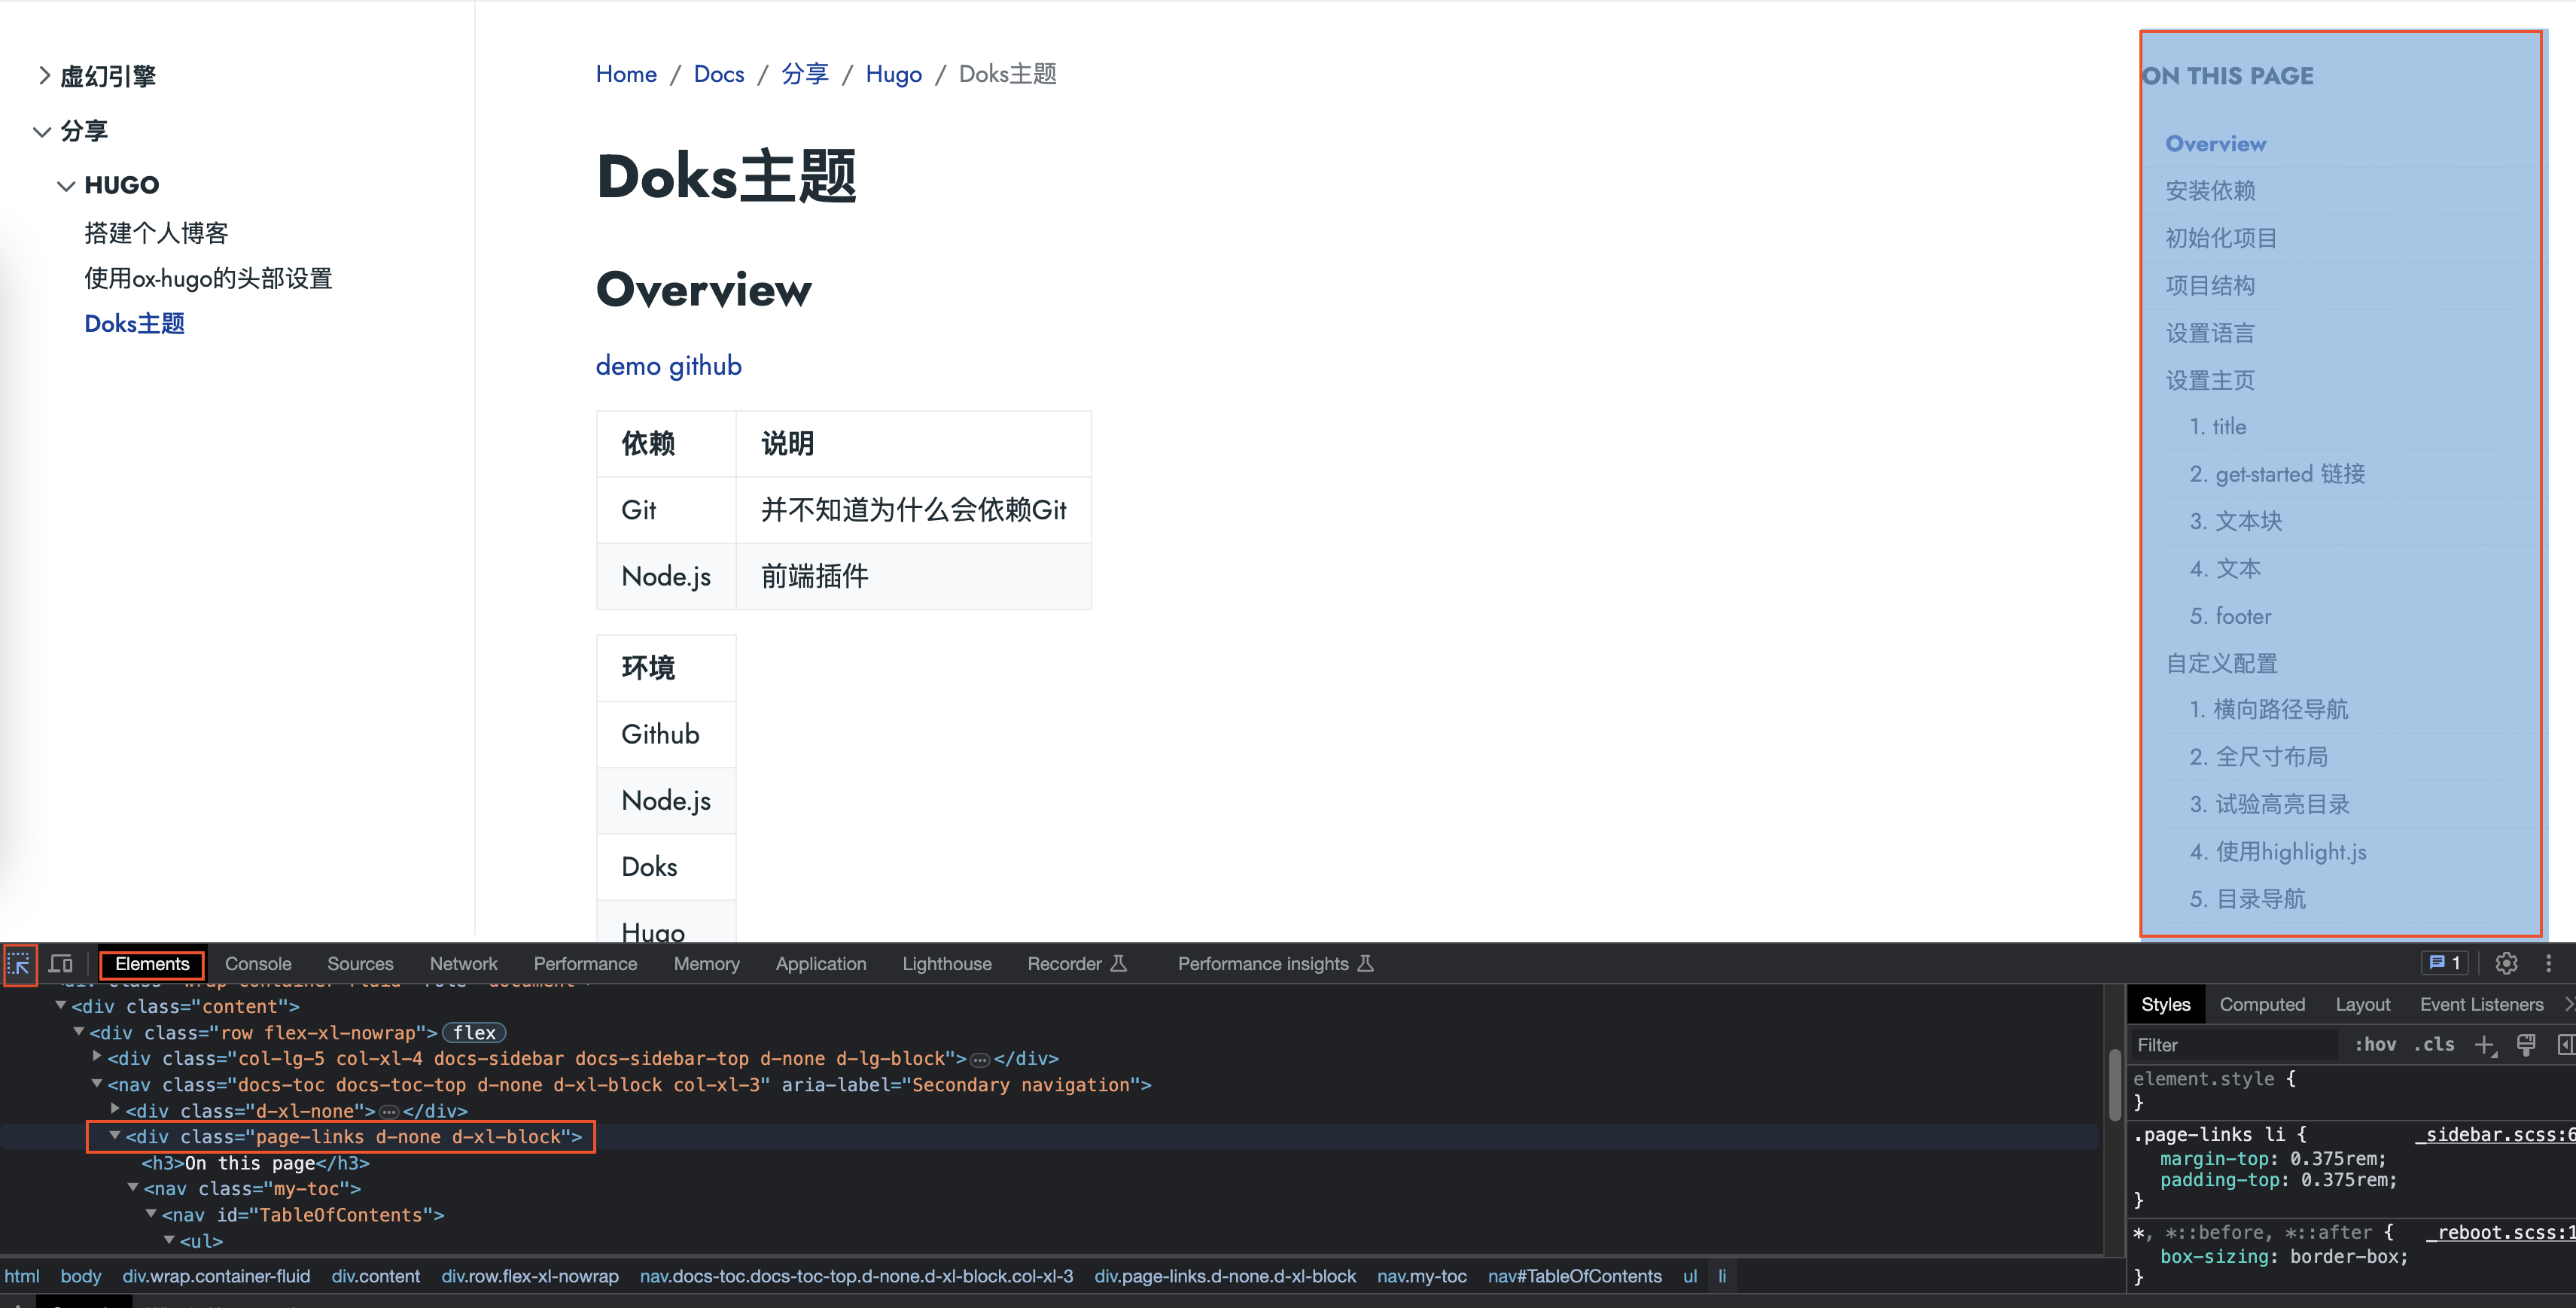 虚幻引擎
分享
HUGO
搭建个人博客
使用ox-hugo的头部设置
Doks主题
Home / Docs / 分享 / Hugo / Doks主题
Doks主题
Overview
demo github
依赖 说明
Git 并不知道为什么会依赖Git
Node.js 前端插件
环境
Github
Node.js
Doks
Hugo
ON THIS PAGE
Overview
安装依赖
初始化项目
项目结构
设置语言
设置主页
1. title
2. get-started 链接
3. 文本块
4. 文本
5. footer
自定义配置
1. 横向路径导航
2. 全尺寸布局
3. 试验高亮目录
4. 使用highlight.js
5. 目录导航
Elements Console Sources Network Performance Memory Application Lighthouse Recorder Performance insights 1
<div class="wrap container-fluid" role="document">
<div class="content">
<div class="row flex-xl-nowrap"> flex
<div class="col-lg-5 col-xl-4 docs-sidebar docs-sidebar-top d-none d-lg-block"> … </div>
<nav class="docs-toc docs-toc-top d-none d-xl-block col-xl-3" aria-label="Secondary navigation">
<div class="d-xl-none"> … </div>
<div class="page-links d-none d-xl-block">
<h3>On this page</h3>
<nav class="my-toc">
<nav id="TableOfContents">
<ul>
html body div.wrap.container-fluid div.content div.row.flex-xl-nowrap nav.docs-toc.docs-toc-top.d-none.d-xl-block.col-xl-3 div.page-links.d-none.d-xl-block nav.my-toc nav#TableOfContents ul li
Styles Computed Layout Event Listeners
Filter :hov .cls
element.style {
}
.page-links li { _sidebar.scss:6
margin-top: 0.375rem;
padding-top: 0.375rem;
}
*, *::before, *::after { _reboot.scss:1
box-sizing: border-box;
}